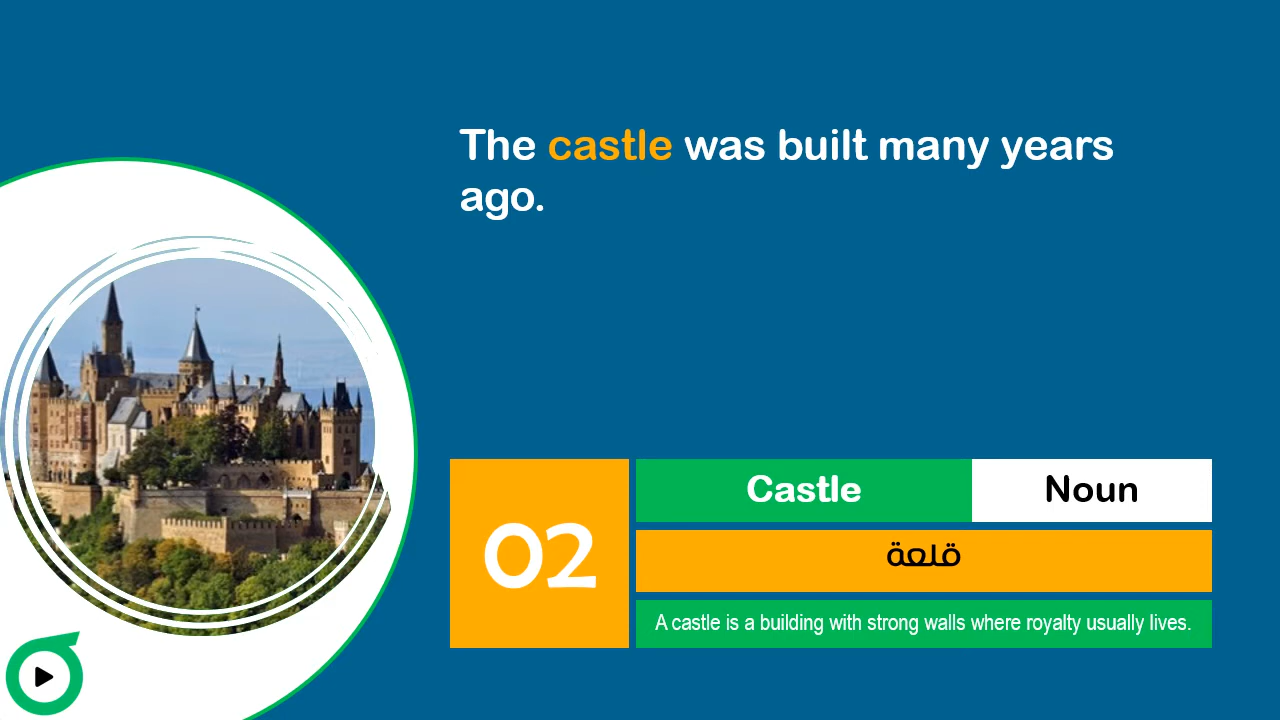 The castle was built many years
ago.
02
Castle
Noun
قلعة
A castle is a building with strong walls where royalty usually lives.